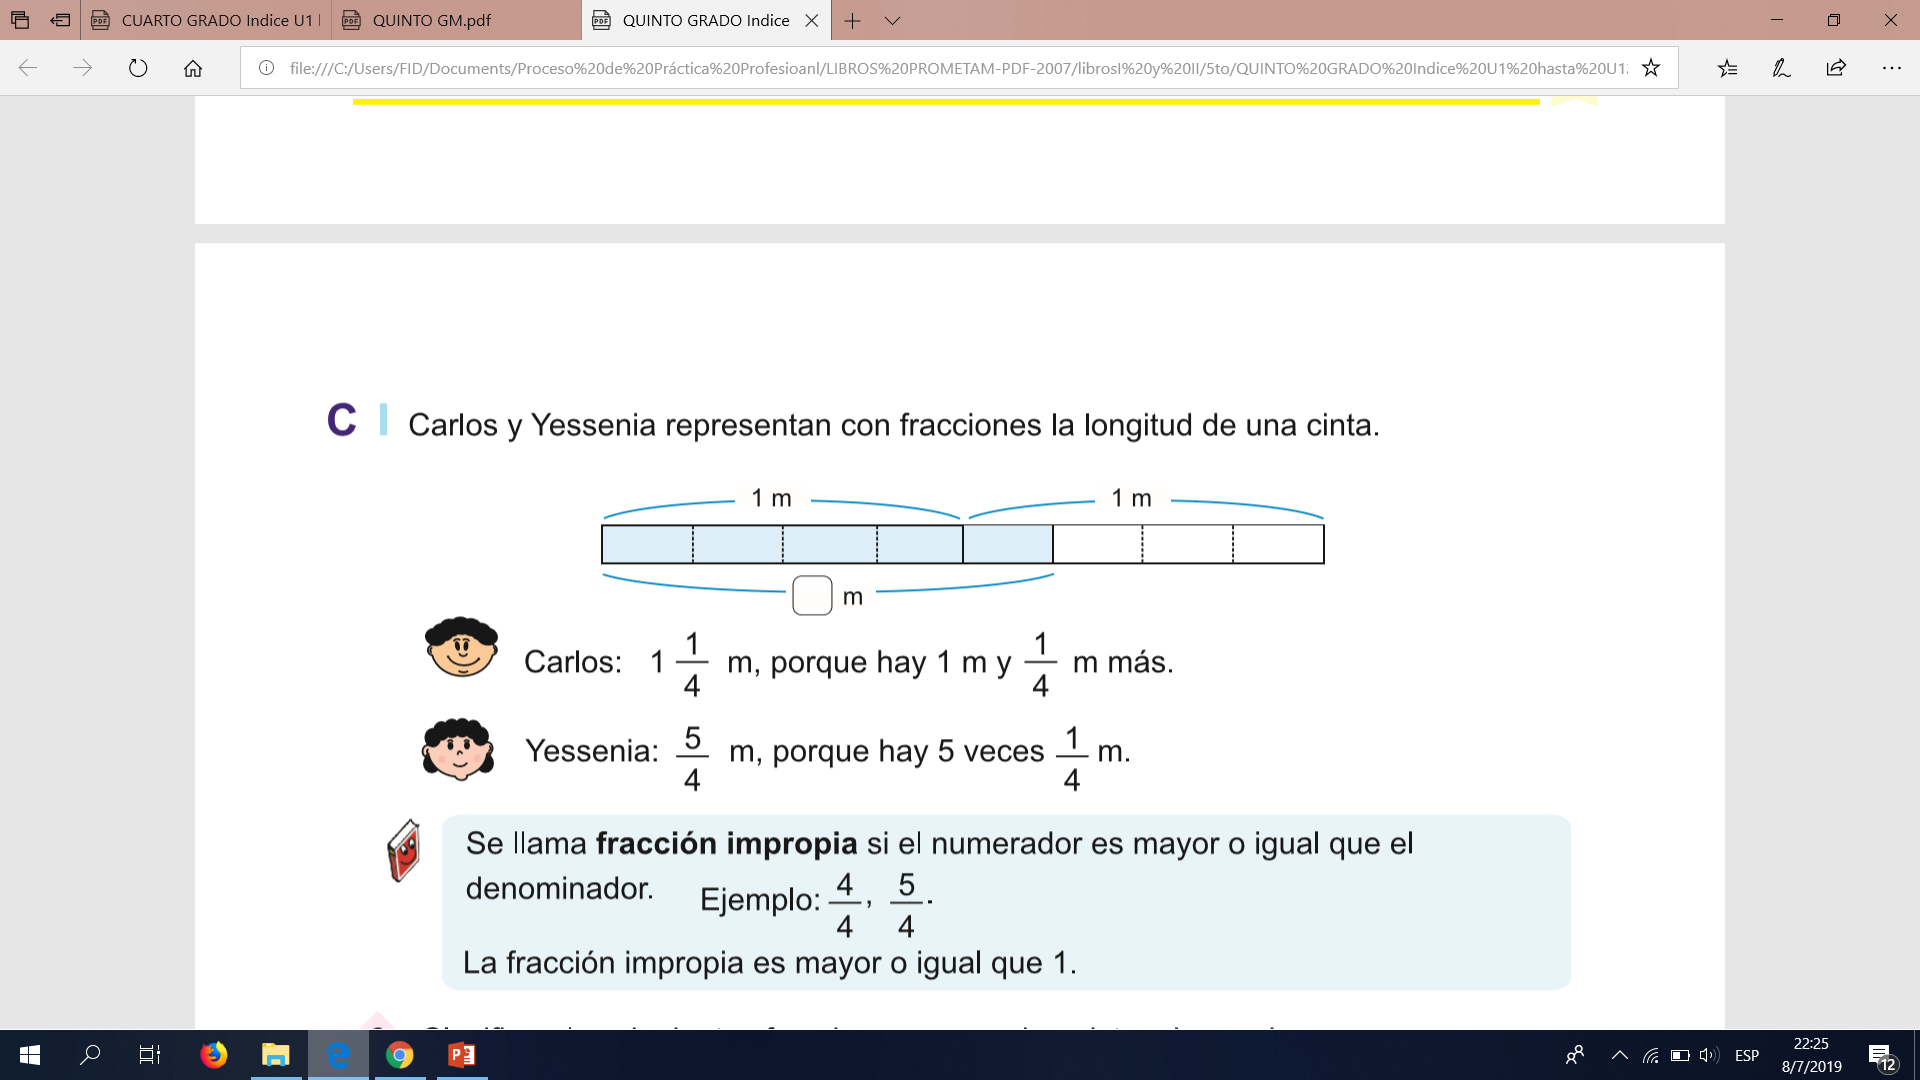 CUARTO GRADO Indice U1
QUINTO GM.pdf
QUINTO GRADO Indice
file:///C:/Users/FID/Documents/Proceso%20de%20Práctica%20Profesioanl/LIBROS%20PROMETAM-PDF-2007/librosI%20y%20II/5to/QUINTO%20GRADO%20Indice%20U1%20hasta%20U1
C 1 Carlos y Yessenia representan con fracciones la longitud de una cinta.
1 m 1 m
m
Carlos: 1 1/4 m, porque hay 1 m y 1/4 m más.
Yessenia: 5/4 m, porque hay 5 veces 1/4 m.
Se llama fracción impropia si el numerador es mayor o igual que el
denominador. Ejemplo: 4/4, 5/4.
La fracción impropia es mayor o igual que 1.
ESP
22:25
8/7/2019
12